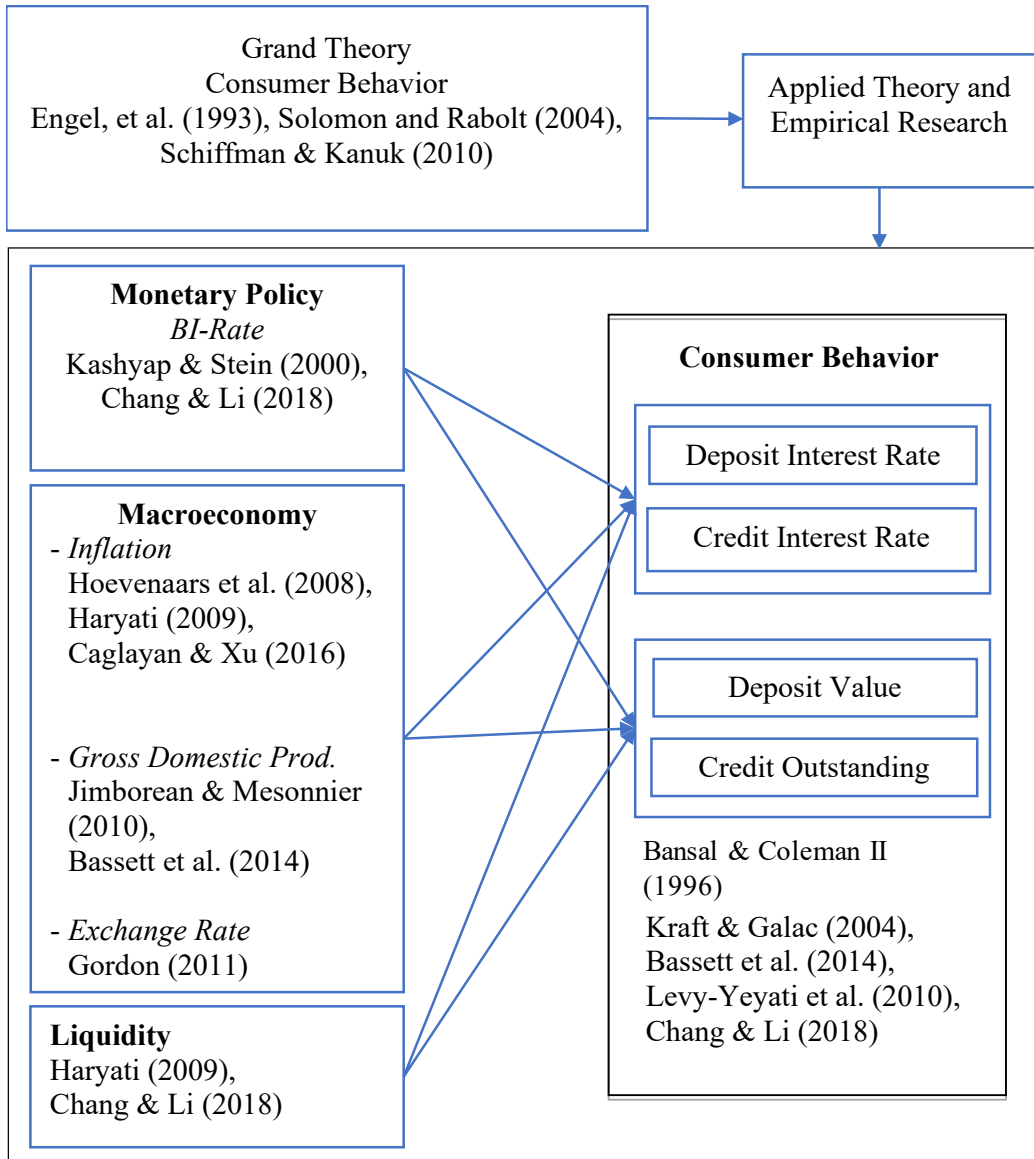 Grand Theory
Consumer Behavior
Engel, et al. (1993), Solomon and Rabolt (2004),
Schiffman & Kanuk (2010)
Applied Theory and
Empirical Research
Monetary Policy
BI-Rate
Kashyap & Stein (2000),
Chang & Li (2018)
Macroeconomy
- Inflation
Hoevenaars et al. (2008),
Haryati (2009),
Caglayan & Xu (2016)
- Gross Domestic Prod.
Jimborean & Mesonnier
(2010),
Bassett et al. (2014)
- Exchange Rate
Gordon (2011)
Liquidity
Haryati (2009),
Chang & Li (2018)
Consumer Behavior
Deposit Interest Rate
Credit Interest Rate
Deposit Value
Credit Outstanding
Bansal & Coleman II
(1996)
Kraft & Galac (2004),
Bassett et al. (2014),
Levy-Yeyati et al. (2010),
Chang & Li (2018)